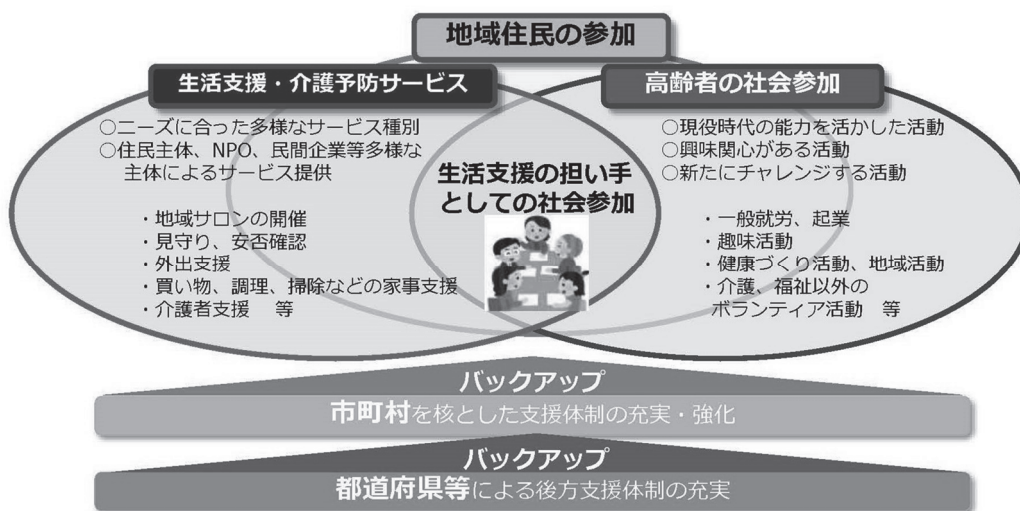 地域住民の参加
生活支援・介護予防サービス
○ニーズに合った多様なサービス種別
○住民主体、NPO、民間企業等多様な
主体によるサービス提供
・地域サロンの開催
・見守り、安否確認
・外出支援
・買い物、調理、掃除などの家事支援
・介護者支援　等
生活支援の担い手
としての社会参加
高齢者の社会参加
○現役時代の能力を活かした活動
○興味関心がある活動
○新たにチャレンジする活動
・一般就労、起業
・趣味活動
・健康づくり活動、地域活動
・介護、福祉以外の
ボランティア活動　等
バックアップ
市町村を核とした支援体制の充実・強化
バックアップ
都道府県等による後方支援体制の充実